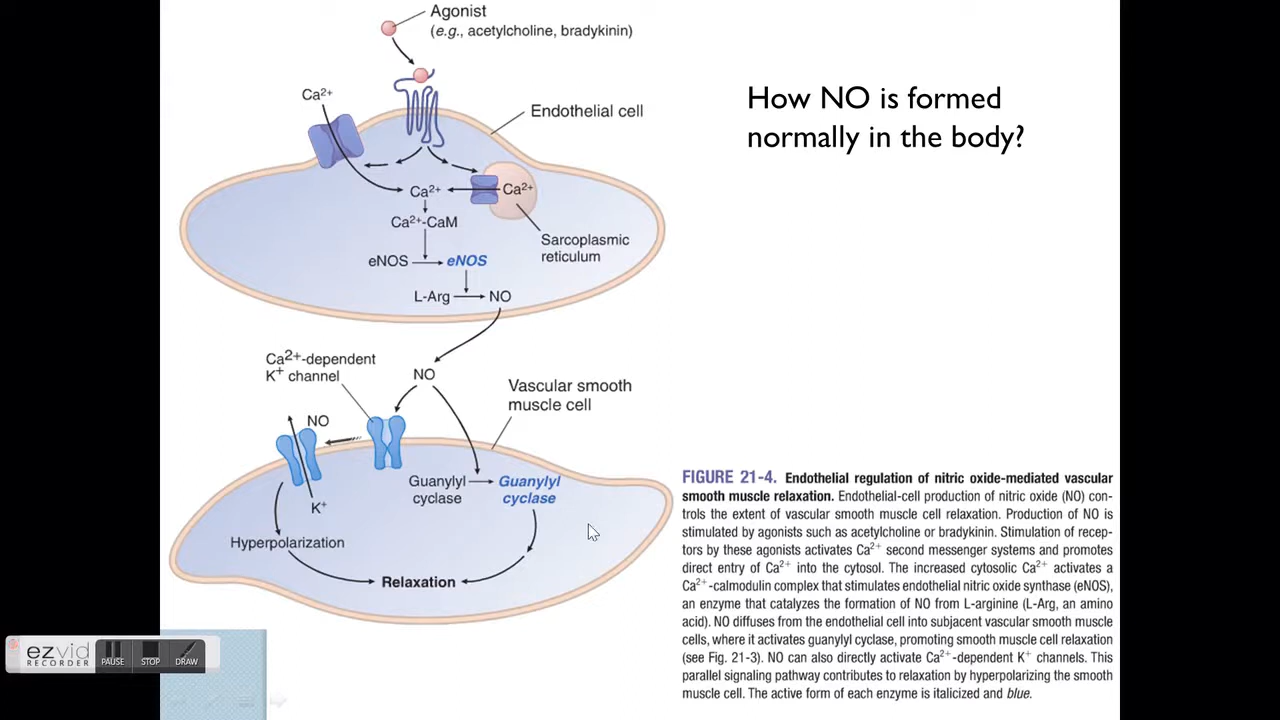 Agonist
(e.g., acetylcholine, bradykinin)
Ca²⁺
Endothelial cell
Ca²⁺
Ca²⁺
Ca²⁺-CaM
Sarcoplasmic
reticulum
eNOS
eNOS
L-Arg
NO
How NO is formed
normally in the body?
Ca²⁺-dependent
K⁺ channel
NO
Vascular smooth
muscle cell
NO
Guanylyl
cyclase
Guanylyl
cyclase
K⁺
Hyperpolarization
Relaxation
FIGURE 21-4. Endothelial regulation of nitric oxide-mediated vascular
smooth muscle relaxation. Endothelial-cell production of nitric oxide (NO) con-
trols the extent of vascular smooth muscle cell relaxation. Production of NO is
stimulated by agonists such as acetylcholine or bradykinin. Stimulation of recep-
tors by these agonists activates Ca²⁺ second messenger systems and promotes
direct entry of Ca²⁺ into the cytosol. The increased cytosolic Ca²⁺ activates a
Ca²⁺-calmodulin complex that stimulates endothelial nitric oxide synthase (eNOS),
an enzyme that catalyzes the formation of NO from L-arginine (L-Arg, an amino
acid). NO diffuses from the endothelial cell into subjacent vascular smooth muscle
cells, where it activates guanylyl cyclase, promoting smooth muscle cell relaxation
(see Fig. 21-3). NO can also directly activate Ca²⁺-dependent K⁺ channels. This
parallel signaling pathway contributes to relaxation by hyperpolarizing the smooth
muscle cell. The active form of each enzyme is italicized and blue.
ezvid
RECORDER
PAUSE
STOP
DRAW